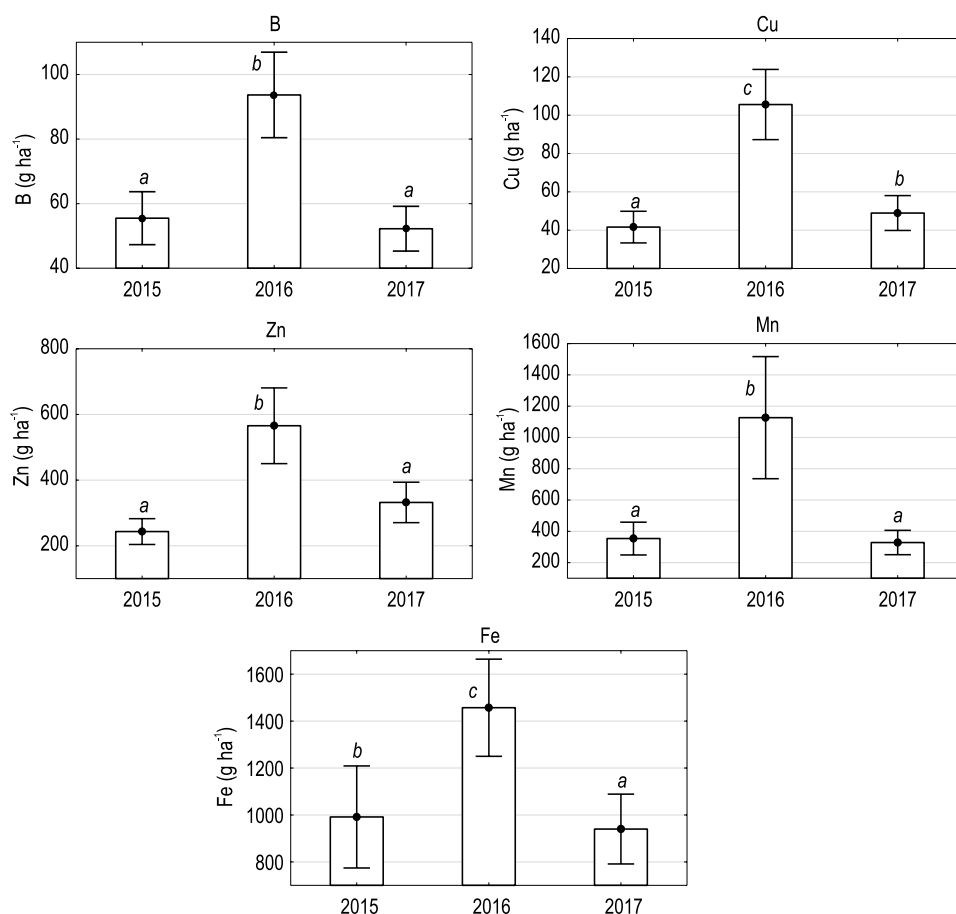 B
B (g ha⁻¹)
100
80
60
40
a
b
a
2015 2016 2017
Cu
Cu (g ha⁻¹)
140
120
100
80
60
40
20
a
c
b
2015 2016 2017
Zn
Zn (g ha⁻¹)
800
600
400
200
a
b
a
2015 2016 2017
Mn
Mn (g ha⁻¹)
1600
1400
1200
1000
800
600
400
200
a
b
a
2015 2016 2017
Fe
Fe (g ha⁻¹)
1600
1400
1200
1000
800
b
c
a
2015 2016 2017